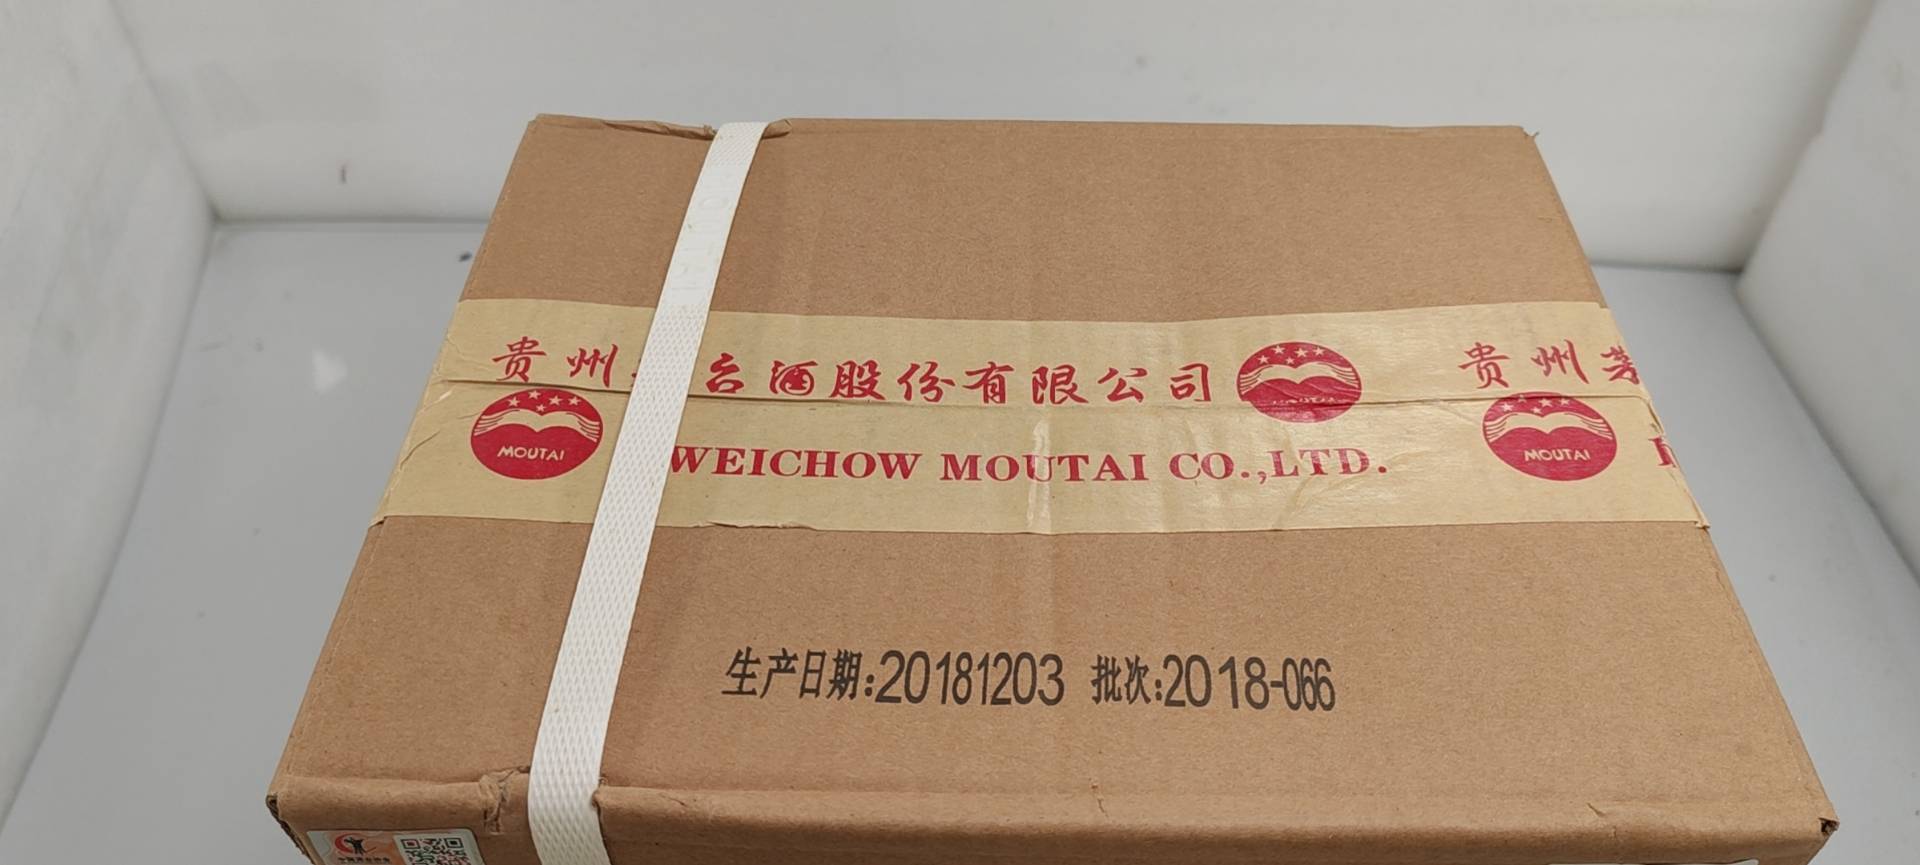 贵州 台酒股份有限公司 MOUTAI 贵州茅
MOUTAI WEICHOW MOUTAI CO.,LTD. MOUTAI
生产日期:20181203 批次:2018-066